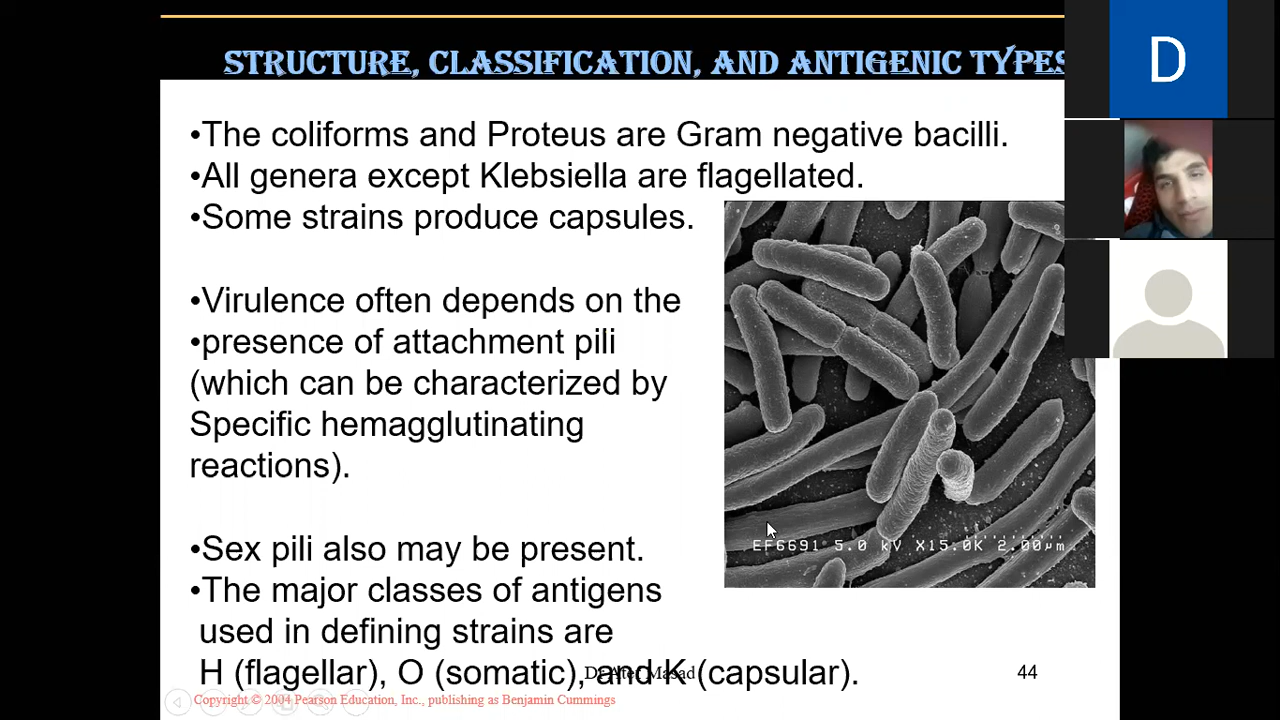 STRUCTURE, CLASSIFICATION, AND ANTIGENIC TYPES
D
•The coliforms and Proteus are Gram negative bacilli.
•All genera except Klebsiella are flagellated.
•Some strains produce capsules.
•Virulence often depends on the
•presence of attachment pili
(which can be characterized by
Specific hemagglutinating
reactions).
EF6691 5.0 kV X15.0K 2.00µm
•Sex pili also may be present.
•The major classes of antigens
used in defining strains are
H (flagellar), O (somatic), and K (capsular).
Dr Atef Masad
44
Copyright © 2004 Pearson Education, Inc., publishing as Benjamin Cummings